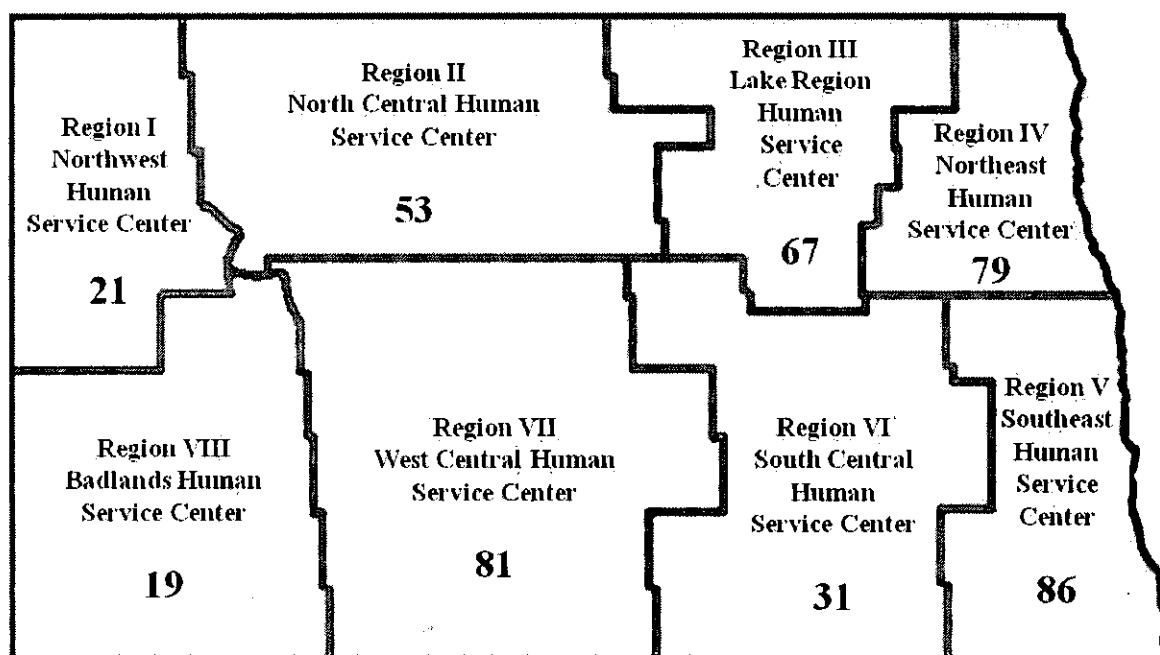 Region I
Northwest
Human
Service Center
21
Region II
North Central Human
Service Center
53
Region III
Lake Region
Human
Service
Center
67
Region IV
Northeast
Human
Service Center
79
Region VIII
Badlands Human
Service Center
19
Region VII
West Central Human
Service Center
81
Region VI
South Central
Human
Service Center
31
Region V
Southeast
Human
Service
Center
86